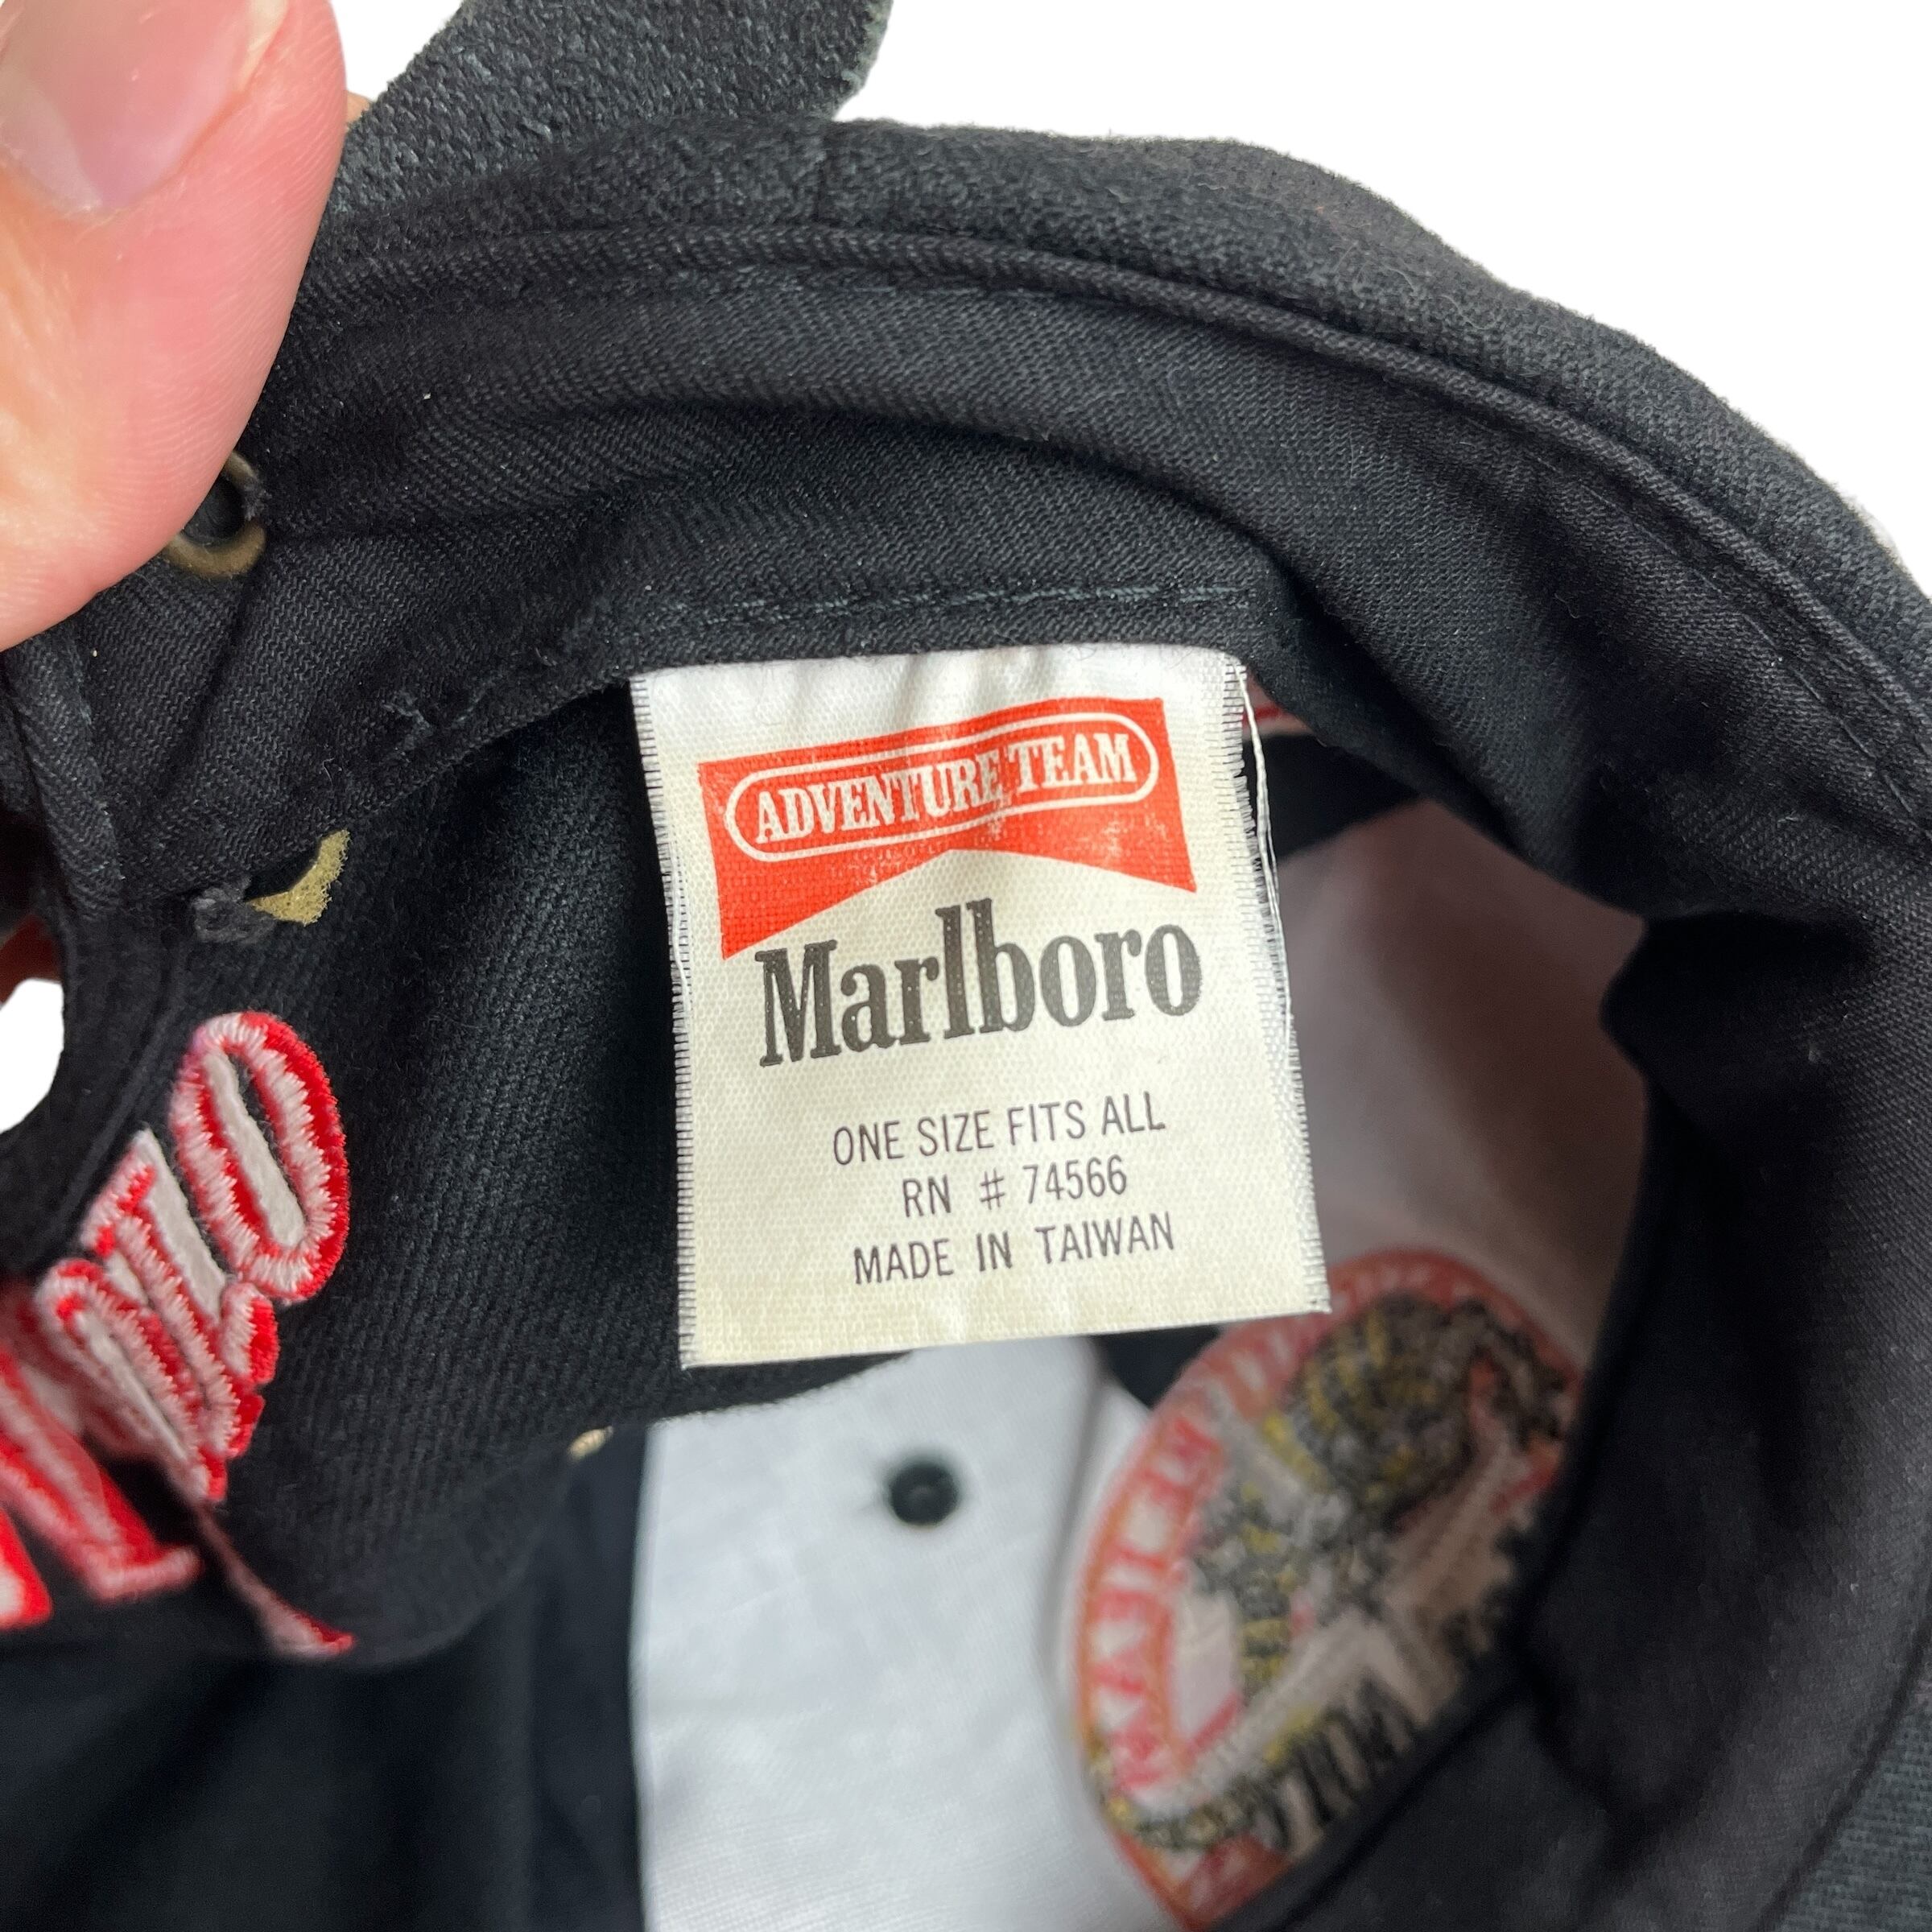 ADVENTURE TEAM
Marlboro
ONE SIZE FITS ALL
RN # 74566
MADE IN TAIWAN